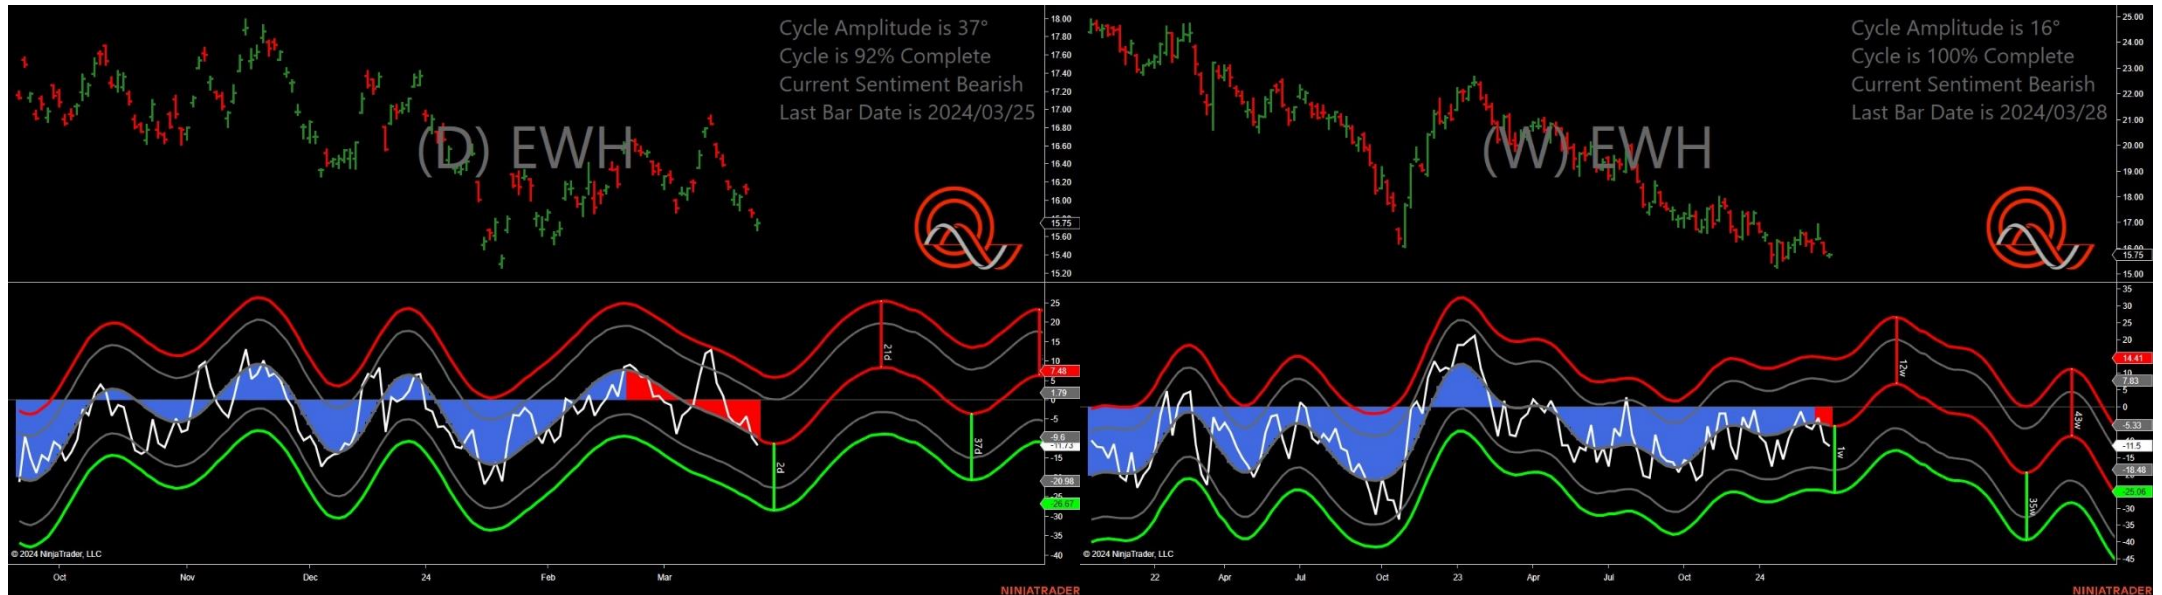 Cycle Amplitude is 37°
Cycle is 92% Complete
Current Sentiment Bearish
Last Bar Date is 2024/03/25
(D) EWH
18.00
17.80
17.60
17.40
17.20
17.00
16.80
16.60
16.40
16.20
16.00
15.75
15.60
15.40
15.20
25
20
15
10
7.48
5
1.79
0
-5
-9.6
-15
-20.98
-25
-26.67
-30
-35
-40
21d
2d
37d
© 2024 NinjaTrader, LLC
Oct Nov Dec 24 Feb Mar
NINJATRADER
Cycle Amplitude is 16°
Cycle is 100% Complete
Current Sentiment Bearish
Last Bar Date is 2024/03/28
(W) EWH
25.00
24.00
23.00
22.00
21.00
20.00
19.00
18.00
17.00
16.00
15.75
15.00
35
30
25
20
14.41
10
7.83
0
-5.33
-11.5
-15
-18.48
-25.06
-30
-35
-40
-45
1w
12w
35w
43w
© 2024 NinjaTrader, LLC
22 Apr Jul Oct 23 Apr Jul Oct 24
NINJATRADER